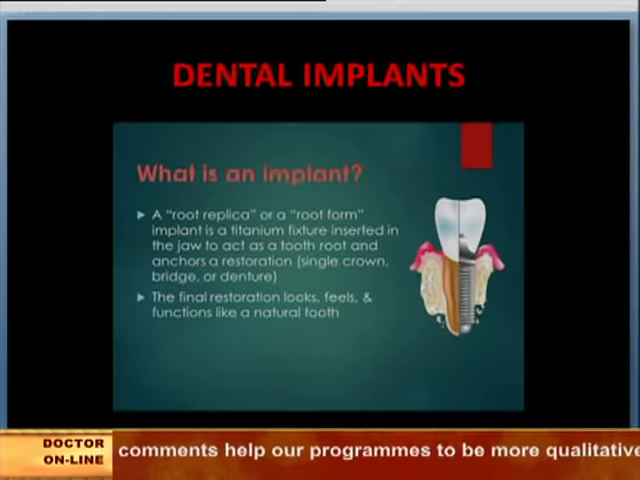 DENTAL IMPLANTS
What is an implant?
A "root replica" or a "root form"
implant is a titanium fixture inserted in
the jaw to act as a tooth root and
anchors a restoration (single crown,
bridge, or denture)
The final restoration looks, feels, &
functions like a natural tooth
DOCTOR
ON-LINE
comments help our programmes to be more qualitative